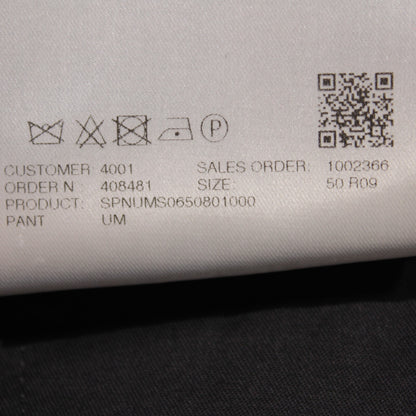 P
CUSTOMER: 4001 SALES ORDER: 1002366
ORDER N 408481 SIZE: 50 R09
PRODUCT: SPNUMS0650801000
PANT UM